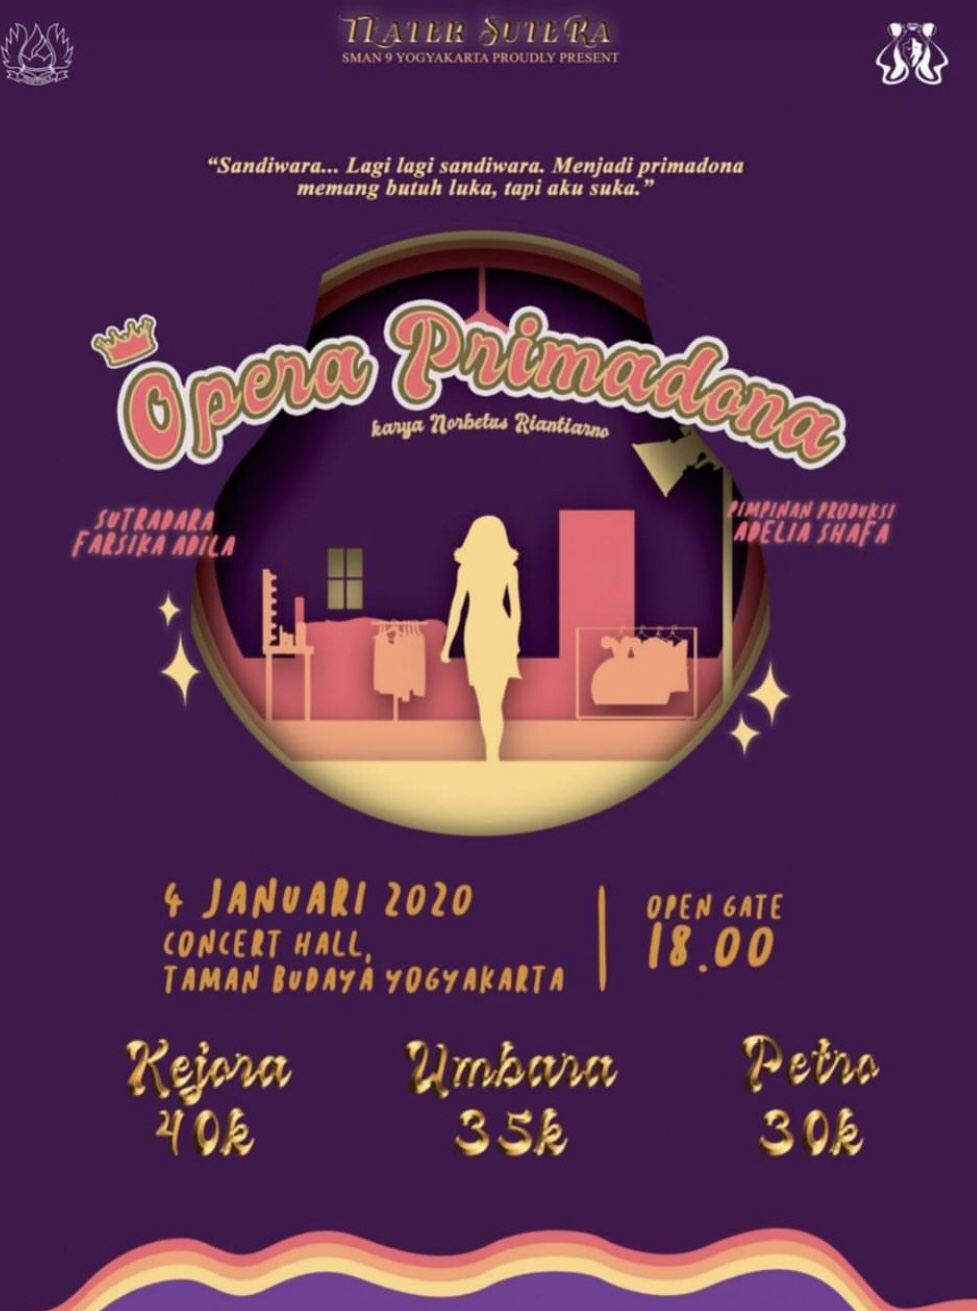 TEATER SUTERA
SMAN 9 YOGYAKARTA PROUDLY PRESENT
“Sandiwara... Lagi lagi sandiwara. Menjadi primadona
memang butuh luka, tapi aku suka.”
Opera Primadona
karya Norbetus Riantiarno
SUTRADARA
FARSIKA ADILA
PIMPINAN PRODUKSI
ADELIA SHAFA
4 JANUARI 2020
CONCERT HALL,
TAMAN BUDAYA YOGYAKARTA
OPEN GATE
18.00
Kejora
40k
Umbara
35k
Petro
30k